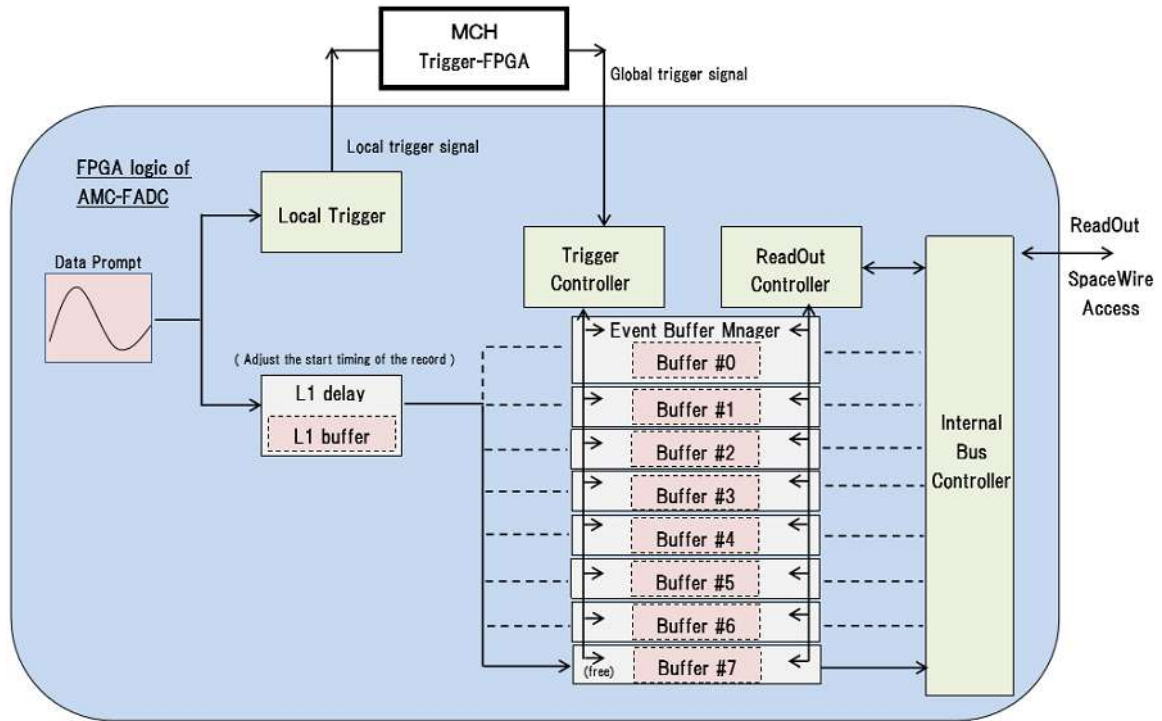 MCH
Trigger-FPGA
Global trigger signal
Local trigger signal
FPGA logic of
AMC-FADC
Local Trigger
Data Prompt
Trigger
Controller
ReadOut
Controller
ReadOut
SpaceWire
Access
( Adjust the start timing of the record )
L1 delay
L1 buffer
Event Buffer Mnager
Buffer #0
Buffer #1
Buffer #2
Buffer #3
Buffer #4
Buffer #5
Buffer #6
(free)
Buffer #7
Internal
Bus
Controller